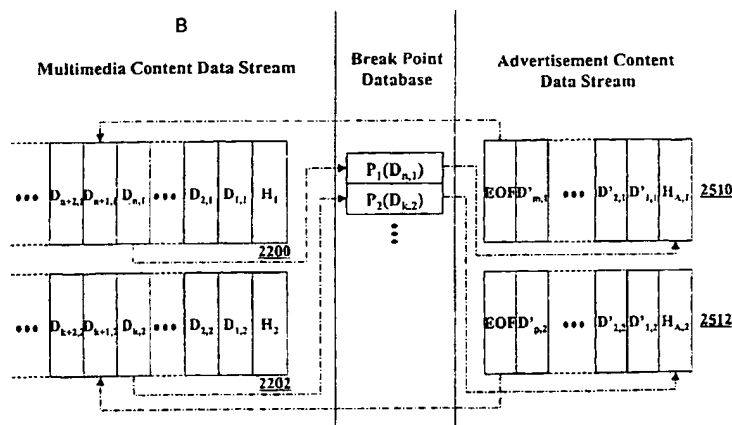 B
Multimedia Content Data Stream
Break Point
Database
Advertisement Content
Data Stream
••• D_{n+2,1} D_{n+1,1} D_{n,1} ••• D_{2,1} D_{1,1} H_1
2200
P_1(D_{n,1})
P_2(D_{k,2})
•••
EOF D'_{m,1} ••• D'_{2,1} D'_{1,1} H_{A,1}
2510
••• D_{k+2,2} D_{k+1,2} D_{k,2} ••• D_{2,2} D_{1,2} H_2
2202
EOF D'_{p,2} ••• D'_{2,2} D'_{1,2} H_{A,2}
2512